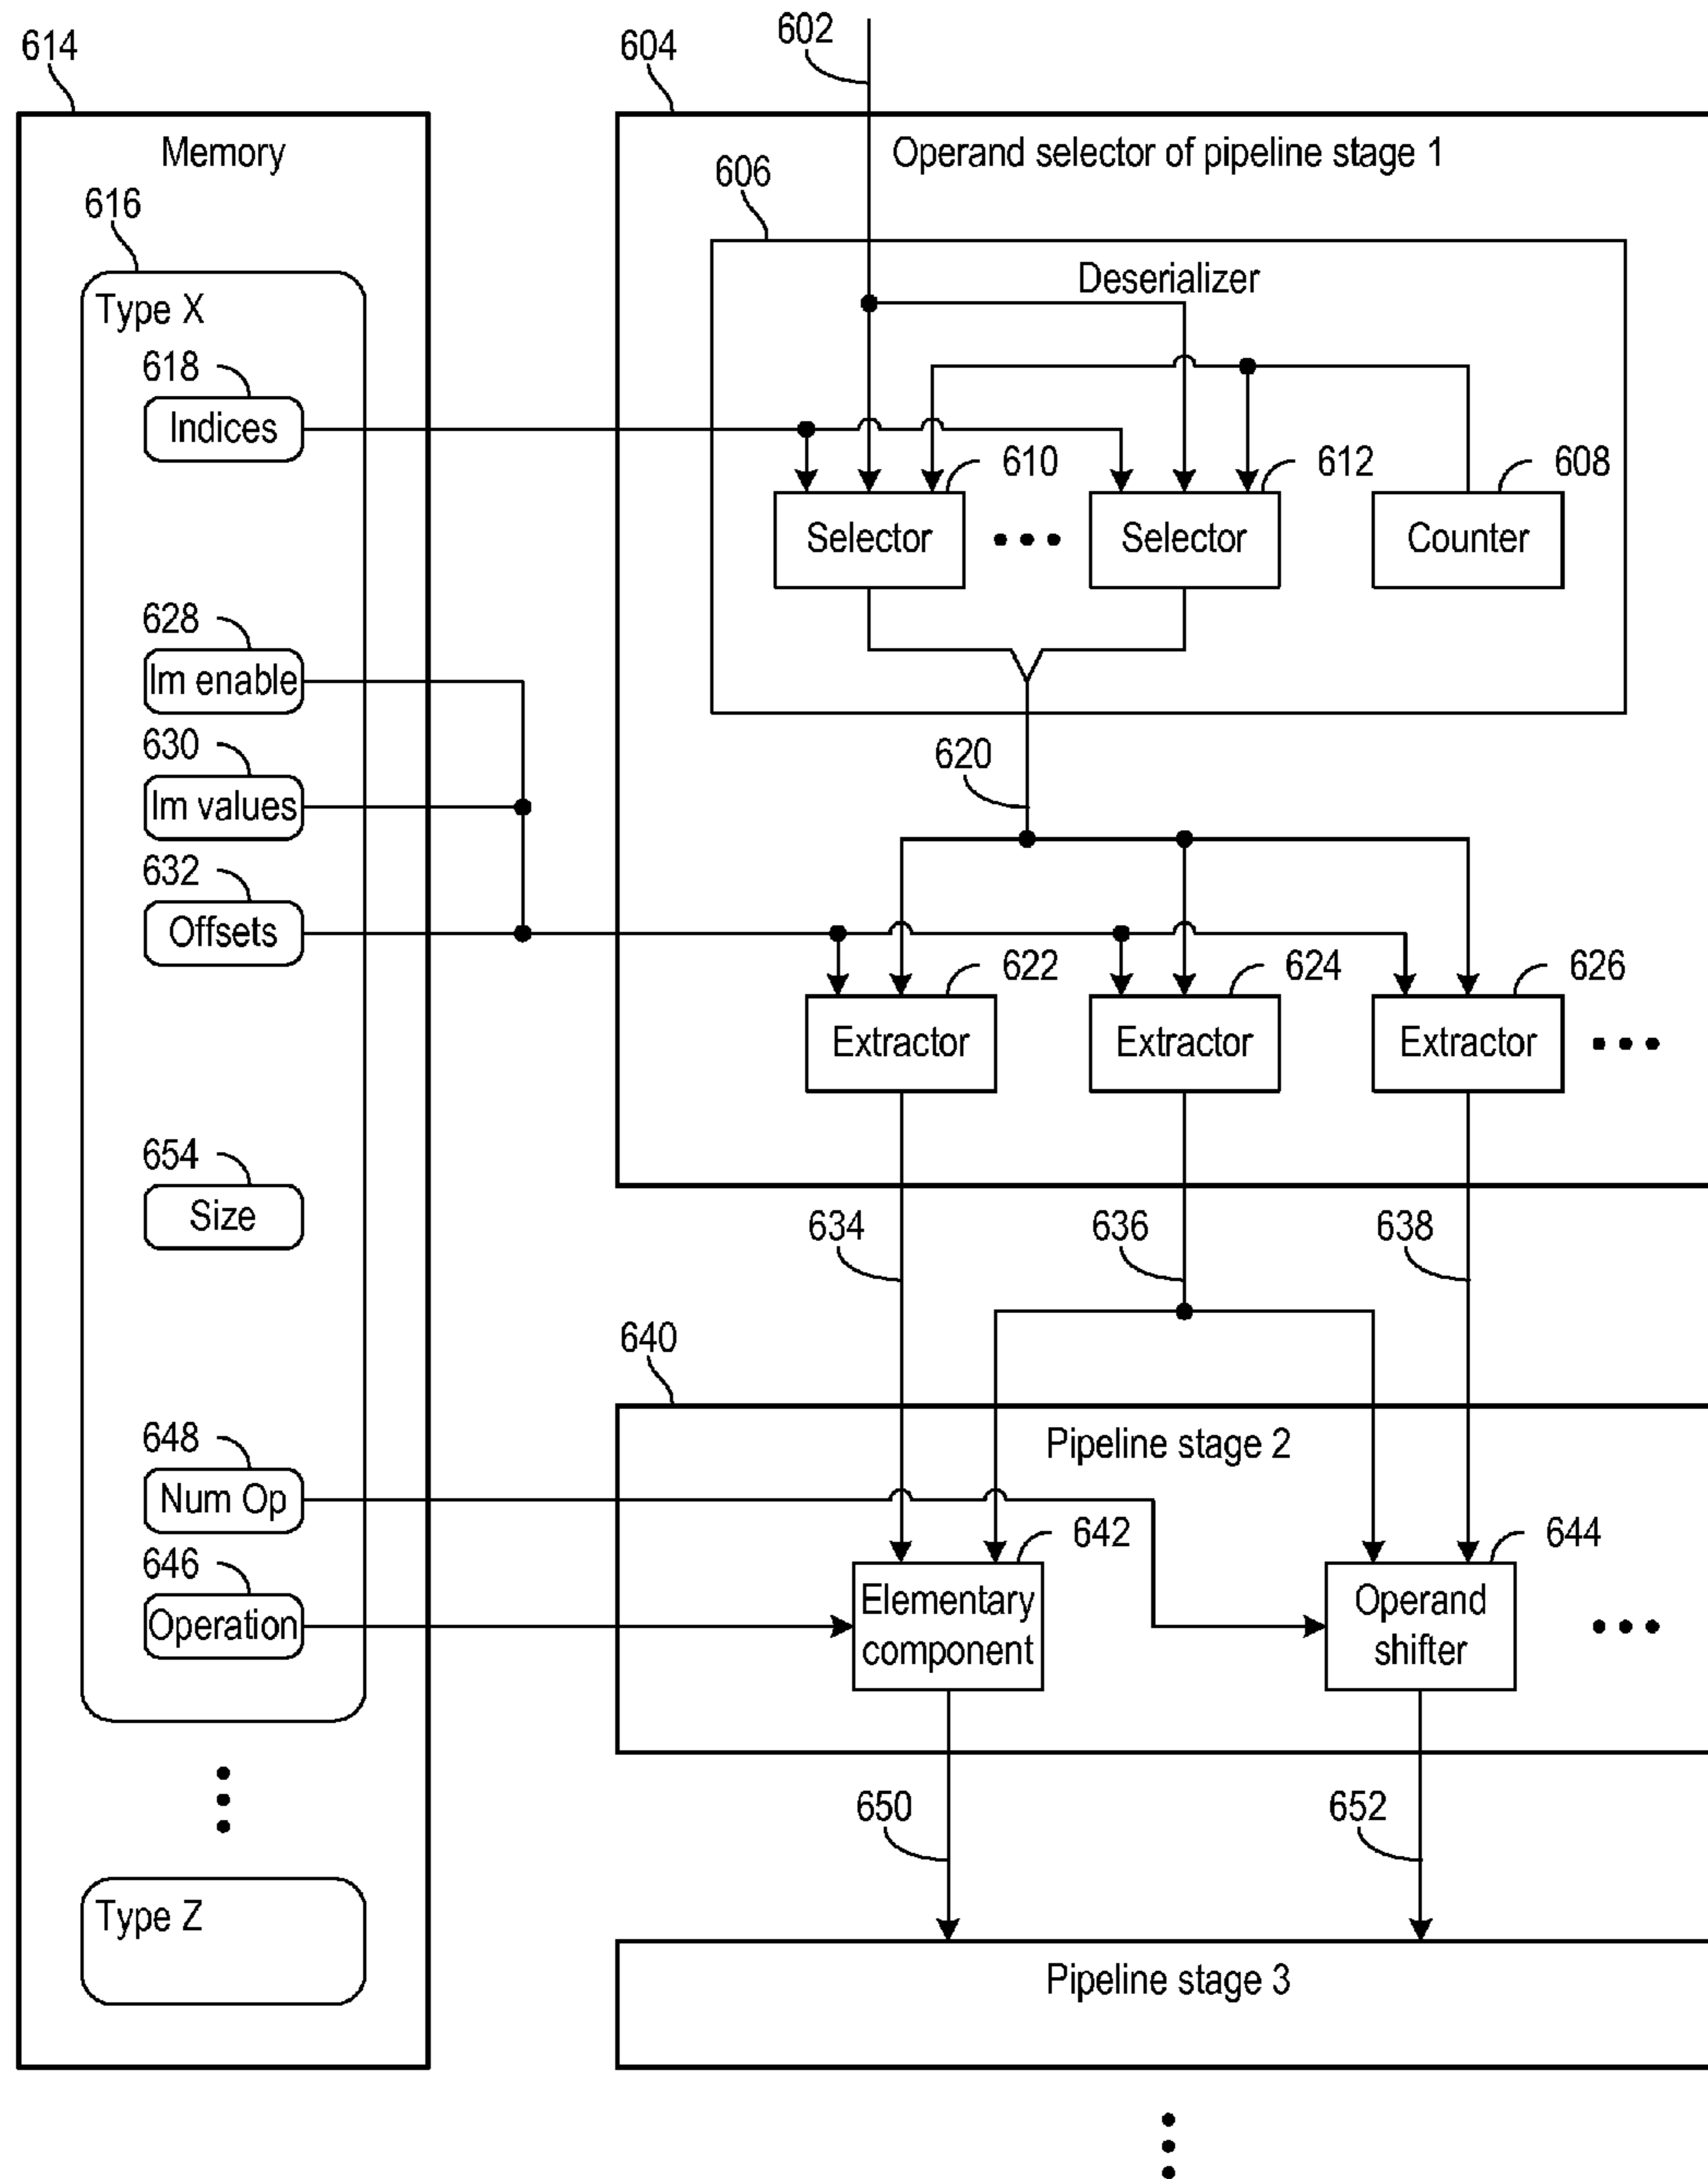 602
614
604
Memory
Operand selector of pipeline stage 1
606
616
Deserializer
Type X
618
Indices
610
612
608
Selector
Selector
Counter
628
Im enable
630
Im values
620
632
Offsets
622
624
626
Extractor
Extractor
Extractor
654
Size
634
636
638
640
Pipeline stage 2
648
Num Op
642
644
646
Operation
Elementary
component
Operand
shifter
650
652
Type Z
Pipeline stage 3